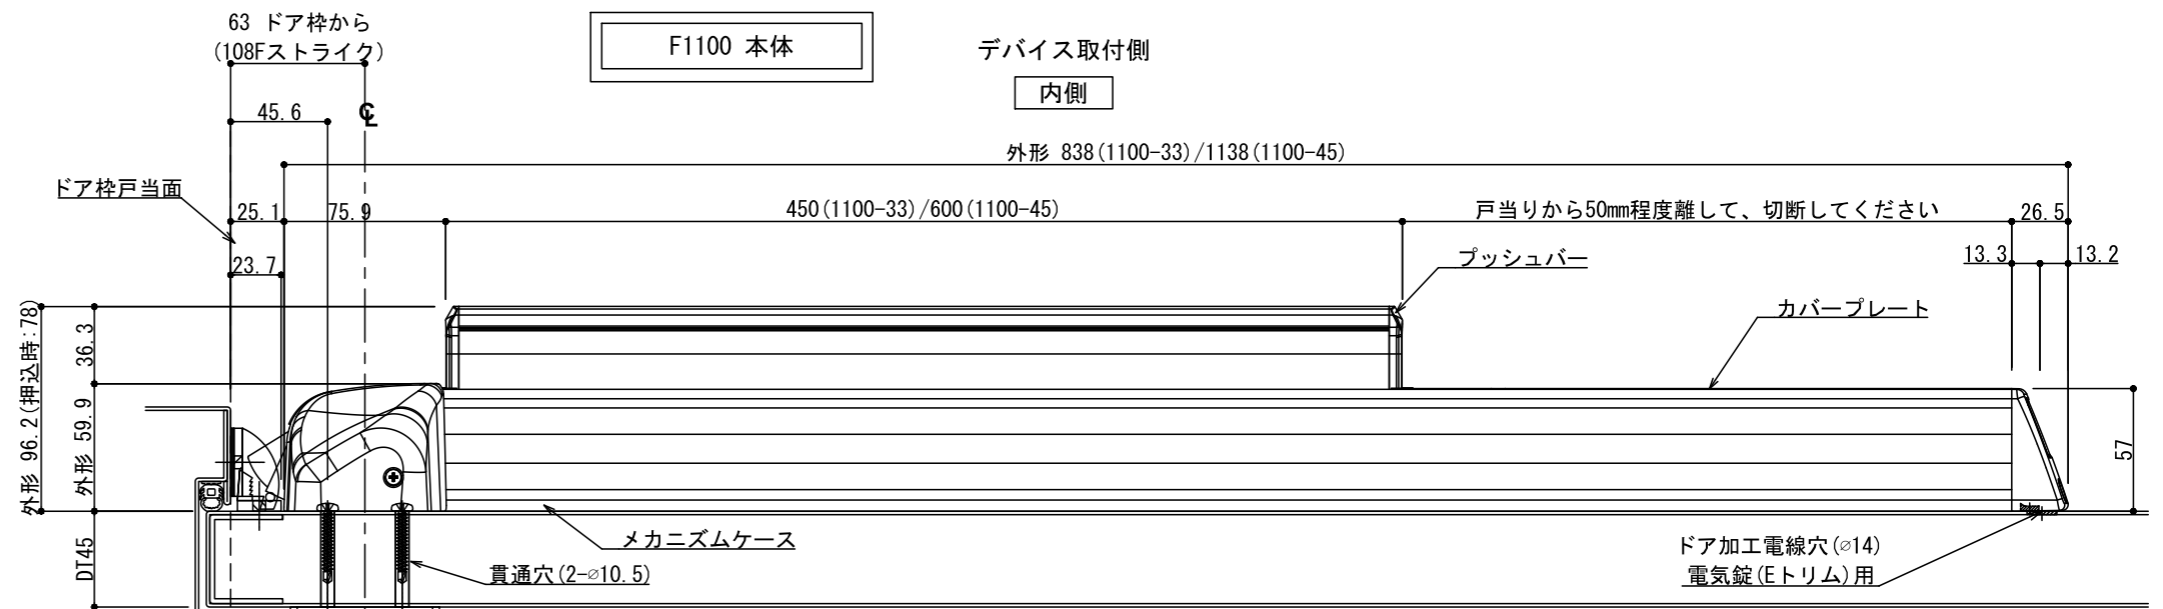 63 ドア枠から
(108Fストライク)
F1100 本体
デバイス取付側
内側
45.6
CL
外形 838(1100-33)/1138(1100-45)
ドア枠戸当面
25.1
75.9
450(1100-33)/600(1100-45)
戸当りから50mm程度離して、切断してください
26.5
23.7
13.3
13.2
プッシュバー
カバープレート
外形 96.2(押込時:78)
36.3
外形 59.9
57
DT45
メカニズムケース
貫通穴(2-∅10.5)
ドア加工電線穴(∅14)
電気錠(Eトリム)用